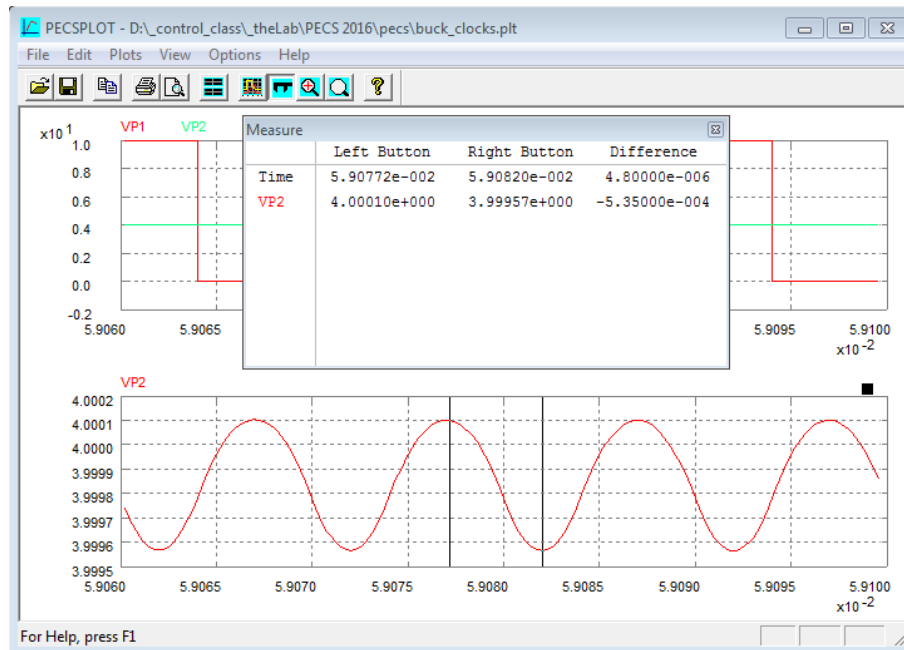 PECSPLOT - D:\_control_class\_theLab\PECS 2016\pecs\buck_clocks.plt
File Edit Plots View Options Help
x10 1
VP1 VP2
1.0
0.8
0.6
0.4
0.2
0.0
-0.2
5.9060 5.9065 5.9095 5.9100
x10 -2
Measure
Left Button Right Button Difference
Time 5.90772e-002 5.90820e-002 4.80000e-006
VP2 4.00010e+000 3.99957e+000 -5.35000e-004
VP2
4.0002
4.0001
4.0000
3.9999
3.9998
3.9997
3.9996
3.9995
5.9060 5.9065 5.9070 5.9075 5.9080 5.9085 5.9090 5.9095 5.9100
x10 -2
For Help, press F1